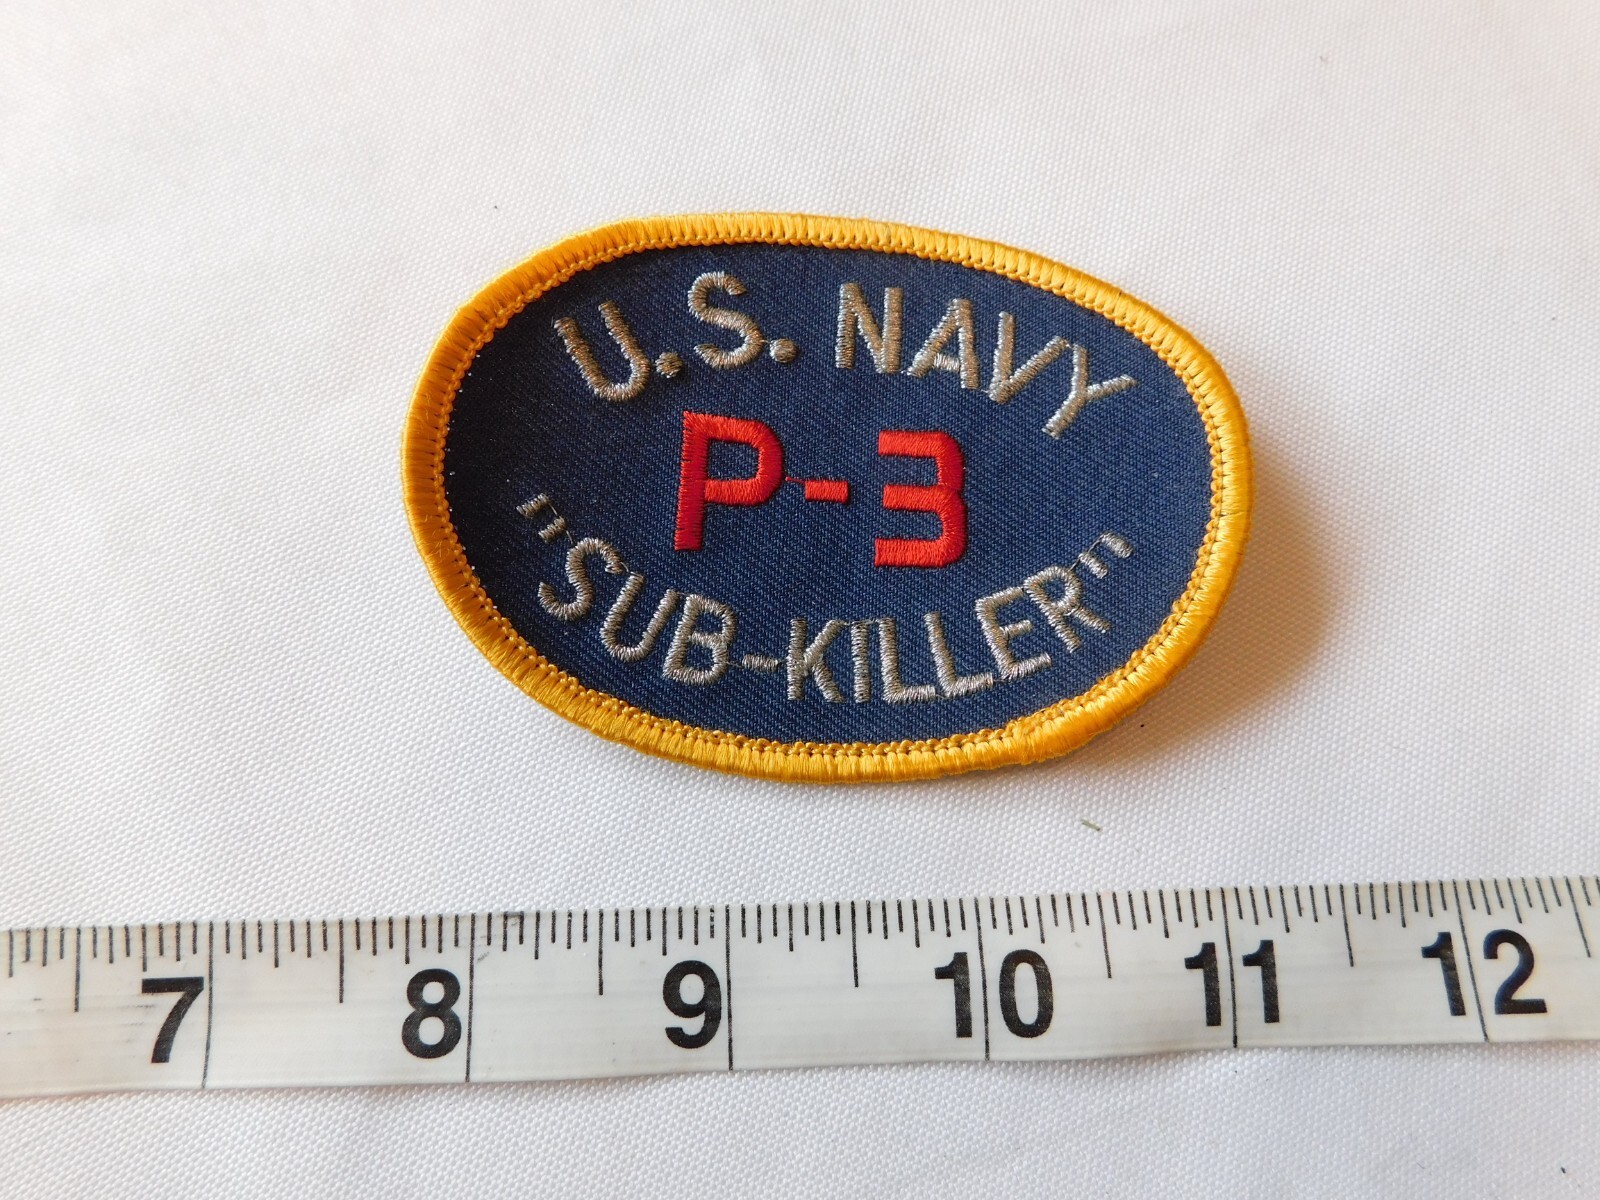 U.S. NAVY
P-3
"SUB-KILLER"
7 8 9 10 11 12